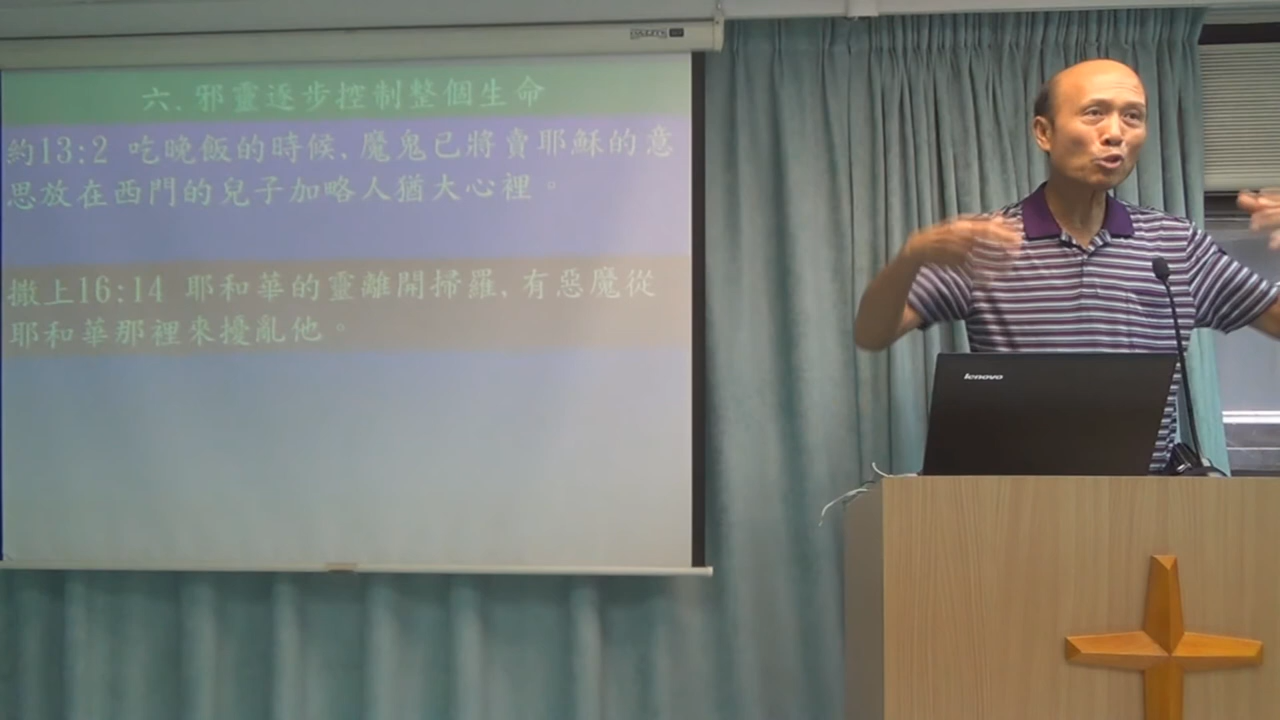 六.邪靈逐步控制整個生命
約13:2 吃晚飯的時候,魔鬼已將賣耶穌的意
思放在西門的兒子加略人猶大心裡。
撒上16:14 耶和華的靈離開掃羅,有惡魔從
耶和華那裡來擾亂他。
lenovo